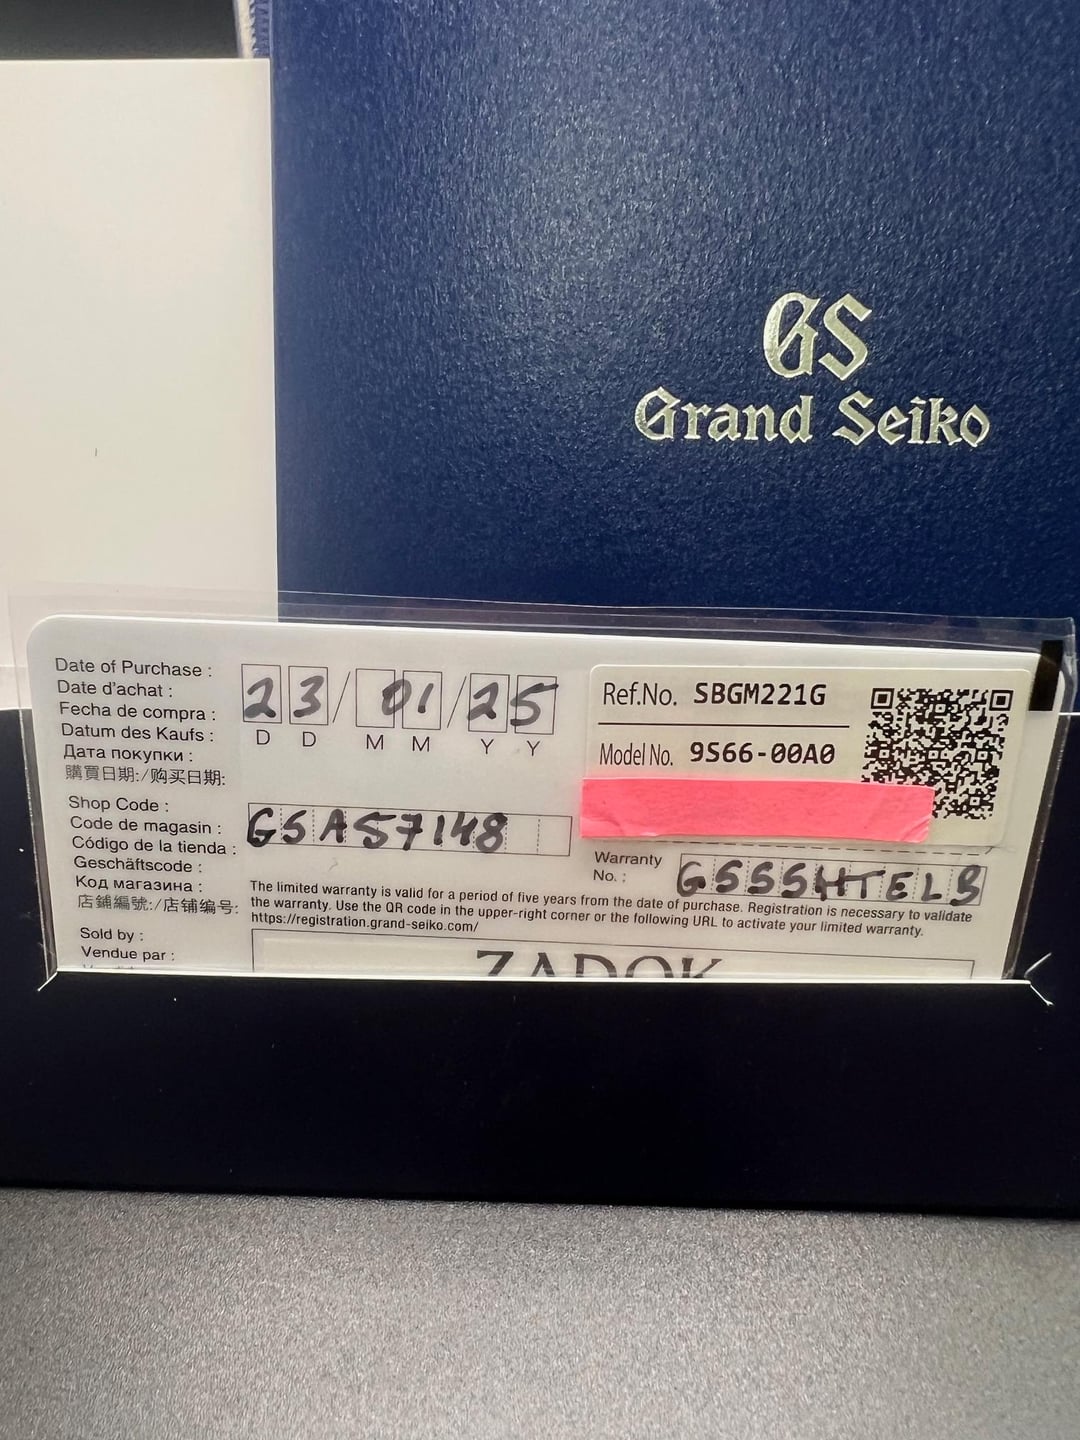 GS
Grand Seiko
Date of Purchase :
Date d'achat :
Fecha de compra :
Datum des Kaufs :
Дата покупки :
購買日期:/购买日期:
23/01/25
D D M M Y Y
Ref.No. SBGM221G
Model No. 9S66-00A0
Shop Code :
Code de magasin :
Código de la tienda :
Geschäftscode :
Код магазина :
店鋪編號:/店铺编号:
GSA57148
Warranty
No. :
The limited warranty is valid for a period of five years from the date of purchase. Registration is necessary to validate
the warranty. Use the QR code in the upper-right corner or the following URL to activate your limited warranty.
https://registration.grand-seiko.com/
Sold by :
Vendue par :
ZADOK